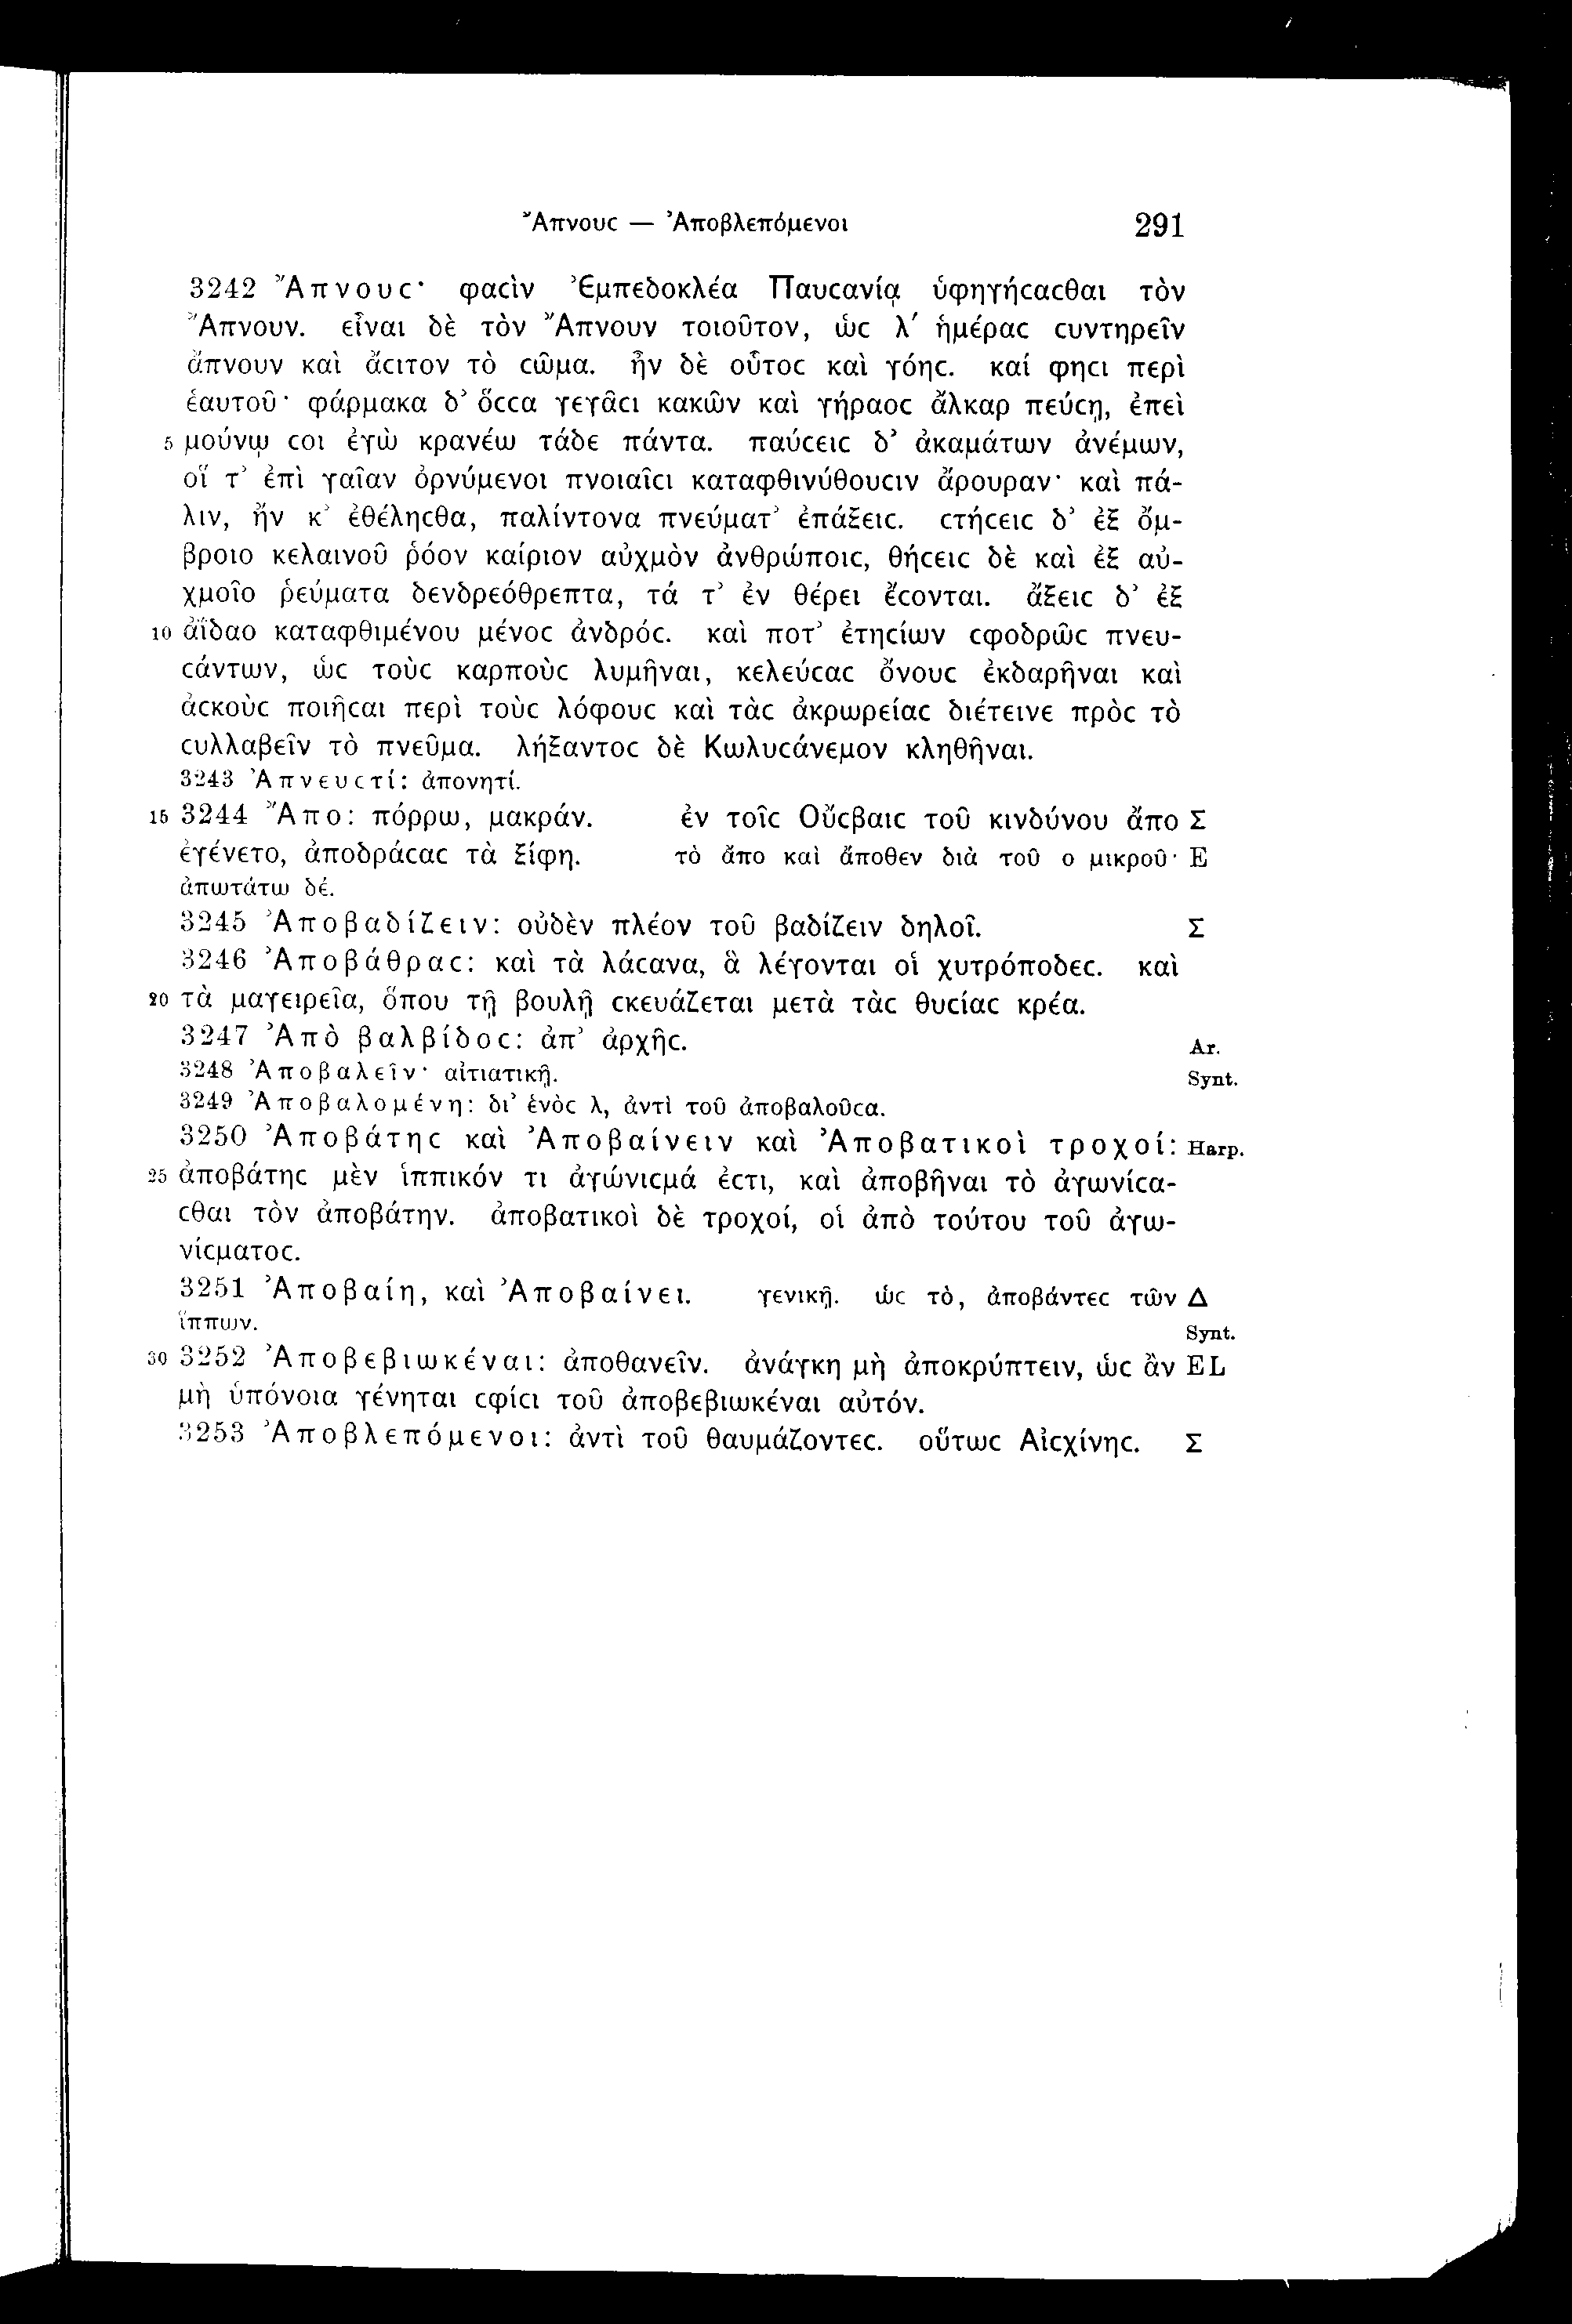 Ἄπνουϲ — Ἀποβλεπόμενοι 291
3242 Ἄπνουϲ· φαϲὶν Ἐμπεδοκλέα Παυϲανίᾳ ὑφηγήϲαϲθαι τὸν
Ἄπνουν. εἶναι δὲ τὸν Ἄπνουν τοιοῦτον, ὡϲ λʹ ἡμέραϲ ϲυντηρεῖν
ἄπνουν καὶ ἄϲιτον τὸ ϲῶμα. ἦν δὲ οὗτοϲ καὶ γόηϲ. καί φηϲι περὶ
ἑαυτοῦ· φάρμακα δ’ ὅϲϲα γεγᾶϲι κακῶν καὶ γήραοϲ ἄλκαρ πεύϲῃ, ἐπεὶ
5 μούνῳ ϲοι ἐγὼ κρανέω τάδε πάντα. παύϲειϲ δ’ ἀκαμάτων ἀνέμων,
οἵ τ’ ἐπὶ γαῖαν ὀρνύμενοι πνοιαῖϲι καταφθινύθουϲιν ἄρουραν· καὶ πά-
λιν, ἤν κ’ ἐθέληϲθα, παλίντονα πνεύματ’ ἐπάξειϲ. ϲτήϲειϲ δ’ ἐξ ὄμ-
βροιο κελαινοῦ ῥόον καίριον αὐχμὸν ἀνθρώποιϲ, θήϲειϲ δὲ καὶ ἐξ αὐ-
χμοῖο ῥεύματα δενδρεόθρεπτα, τά τ’ ἐν θέρει ἔϲονται. ἄξειϲ δ’ ἐξ
10 ἀΐδαο καταφθιμένου μένοϲ ἀνδρόϲ. καὶ ποτ’ ἐτηϲίων ϲφοδρῶϲ πνευ-
ϲάντων, ὡϲ τοὺϲ καρποὺϲ λυμῆναι, κελεύϲαϲ ὄνουϲ ἐκδαρῆναι καὶ
ἀϲκοὺϲ ποιῆϲαι περὶ τοὺϲ λόφουϲ καὶ τὰϲ ἀκρωρείαϲ διέτεινε πρὸϲ τὸ
ϲυλλαβεῖν τὸ πνεῦμα. λήξαντοϲ δὲ Κωλυϲάνεμον κληθῆναι.
3243 Ἀπνευϲτί: ἀπονητί.
15 3244 Ἄπο: πόρρω, μακράν. ἐν τοῖϲ Οὔϲβαιϲ τοῦ κινδύνου ἄπο Σ
ἐγένετο, ἀποδράϲαϲ τὰ ξίφη. τὸ ἄπο καὶ ἄποθεν διὰ τοῦ ο μικροῦ· E
ἀπωτάτω δέ.
3245 Ἀποβαδίζειν: οὐδὲν πλέον τοῦ βαδίζειν δηλοῖ. Σ
3246 Ἀποβάθραϲ: καὶ τὰ λάϲανα, ἃ λέγονται οἱ χυτρόποδεϲ. καὶ
20 τὰ μαγειρεῖα, ὅπου τῇ βουλῇ ϲκευάζεται μετὰ τὰϲ θυϲίαϲ κρέα.
3247 Ἀπὸ βαλβίδοϲ: ἀπ’ ἀρχῆϲ. Ar.
3248 Ἀποβαλεῖν· αἰτιατικῇ. Synt.
3249 Ἀποβαλομένη: δι’ ἑνὸϲ λ, ἀντὶ τοῦ ἀποβαλοῦϲα.
3250 Ἀποβάτηϲ καὶ Ἀποβαίνειν καὶ Ἀποβατικοὶ τροχοί: Harp.
25 ἀποβάτηϲ μὲν ἱππικόν τι ἀγώνιϲμά ἐϲτι, καὶ ἀποβῆναι τὸ ἀγωνίϲα-
ϲθαι τὸν ἀποβάτην. ἀποβατικοὶ δὲ τροχοί, οἱ ἀπὸ τούτου τοῦ ἀγω-
νίϲματοϲ.
3251 Ἀποβαίη, καὶ Ἀποβαίνει. γενικῇ. ὡϲ τὸ, ἀποβάντεϲ τῶν Δ
ἵππων. Synt.
30 3252 Ἀποβεβιωκέναι: ἀποθανεῖν. ἀνάγκη μὴ ἀποκρύπτειν, ὡϲ ἂν EL
μὴ ὑπόνοια γένηται ϲφίϲι τοῦ ἀποβεβιωκέναι αὐτόν.
3253 Ἀποβλεπόμενοι: ἀντὶ τοῦ θαυμάζοντεϲ. οὕτωϲ Αἰϲχίνηϲ. Σ